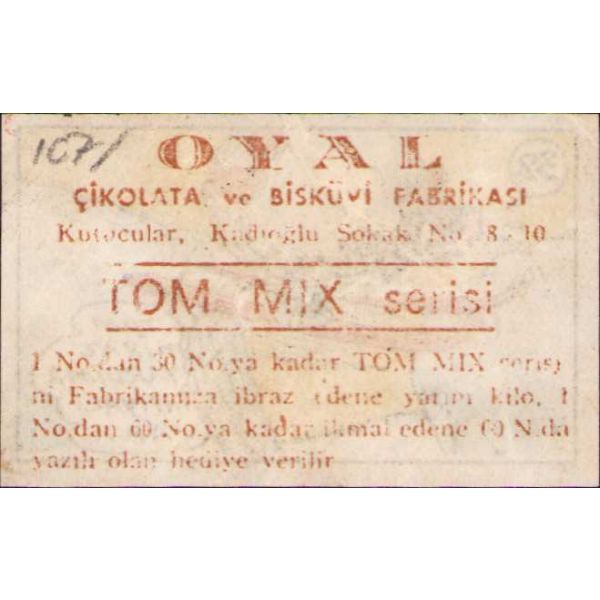 107/
OYAL
ÇİKOLATA ve BİSKÜVİ FABRİKASI
Kutucular, Kadıoğlu Sokak No. 8 - 10
TOM MIX serisi
1 No.dan 30 No.ya kadar TOM MIX serisi
ni Fabrikamıza ibraz edene yarım kilo, 1
No.dan 60 No.ya kadar ikmal edene 60 N.da
yazılı olan hediye verilir